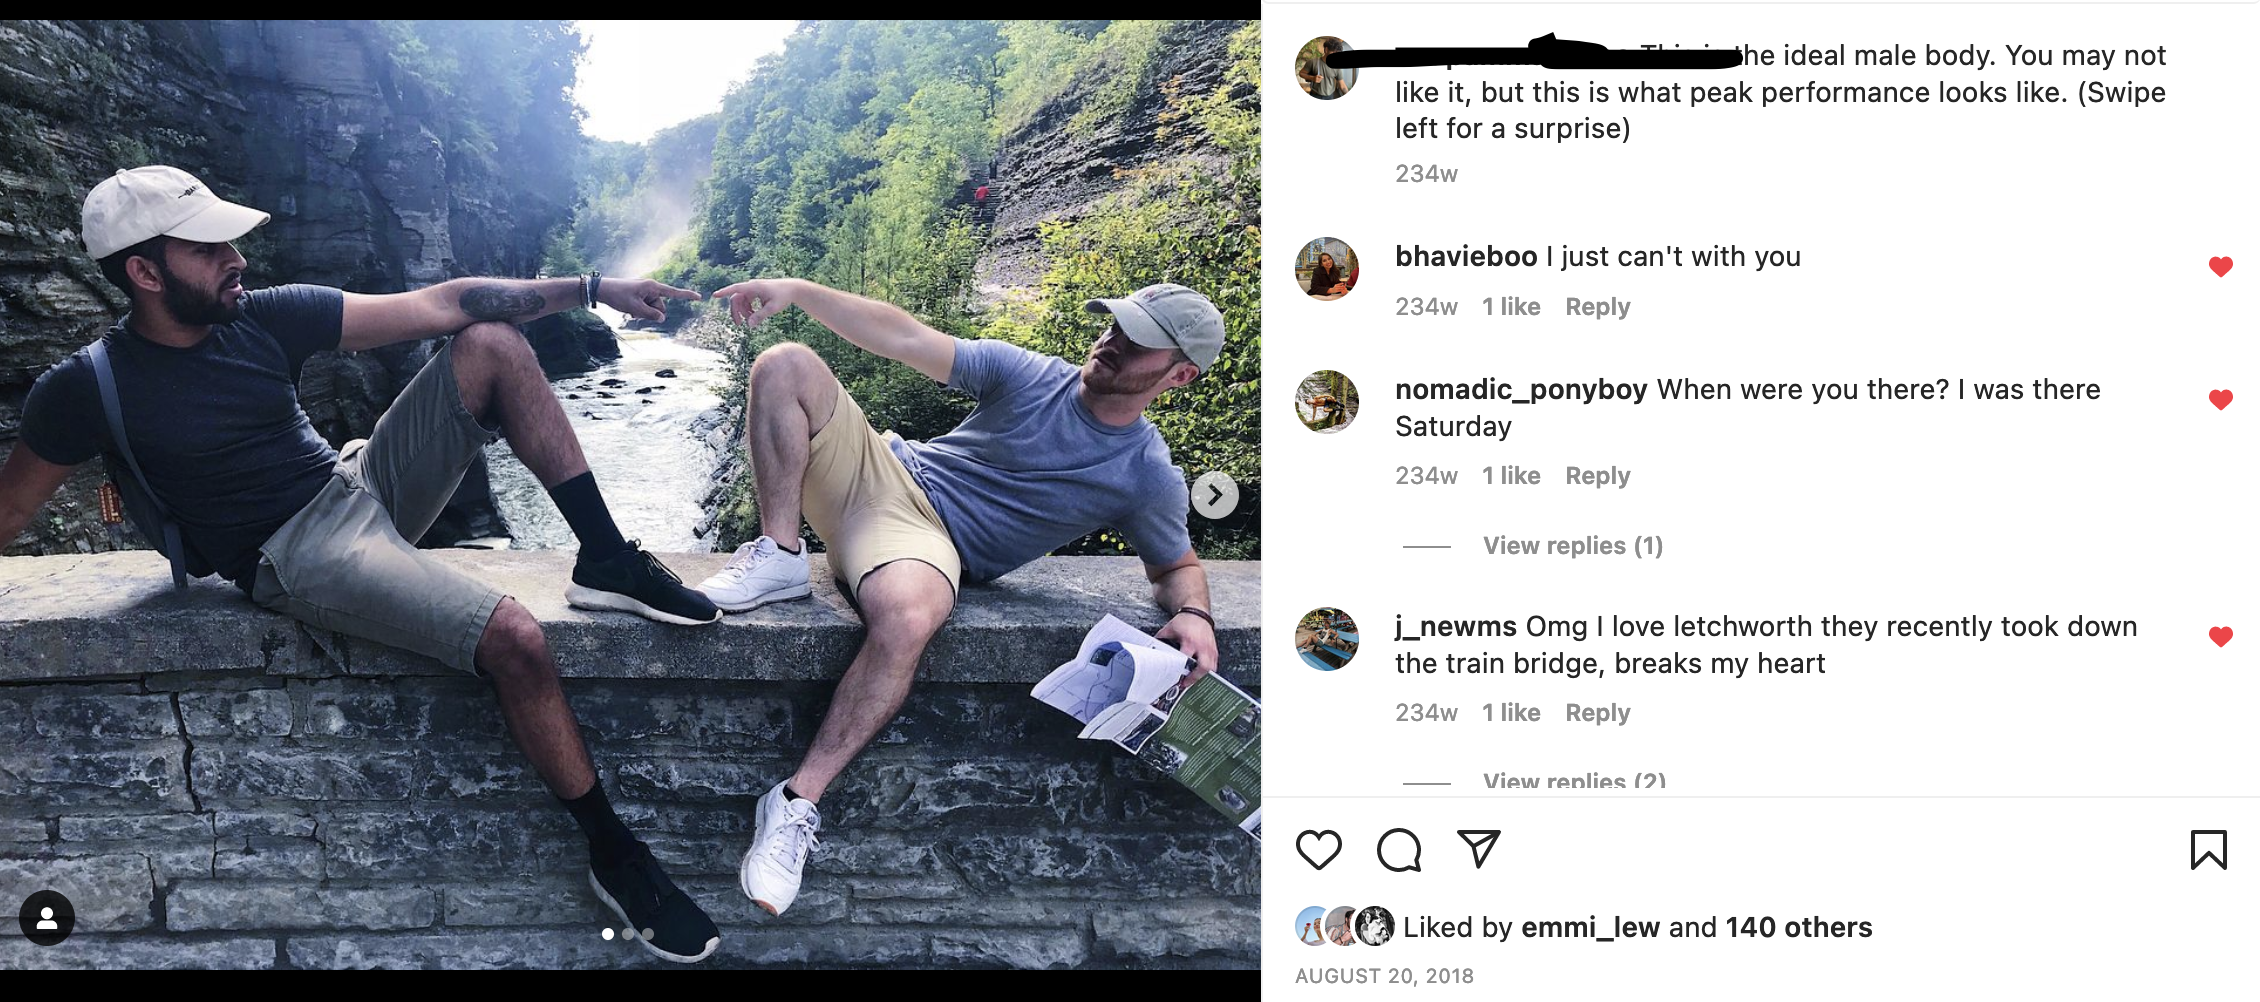 the ideal male body. You may not
like it, but this is what peak performance looks like. (Swipe
left for a surprise)
234w
bhavieboo I just can't with you
234w 1 like Reply
nomadic_ponyboy When were you there? I was there
Saturday
234w 1 like Reply
View replies (1)
j_newms Omg I love letchworth they recently took down
the train bridge, breaks my heart
234w 1 like Reply
View replies (2)
Liked by emmi_lew and 140 others
AUGUST 20, 2018